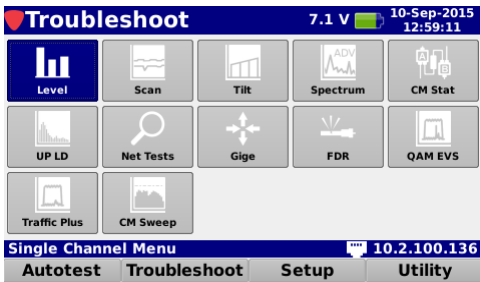 Troubleshoot 7.1 V 10-Sep-2015
12:59:11
ADV
A
B
Level Scan Tilt Spectrum CM Stat
UP LD Net Tests Gige FDR QAM EVS
Traffic Plus CM Sweep
Single Channel Menu 10.2.100.136
Autotest Troubleshoot Setup Utility